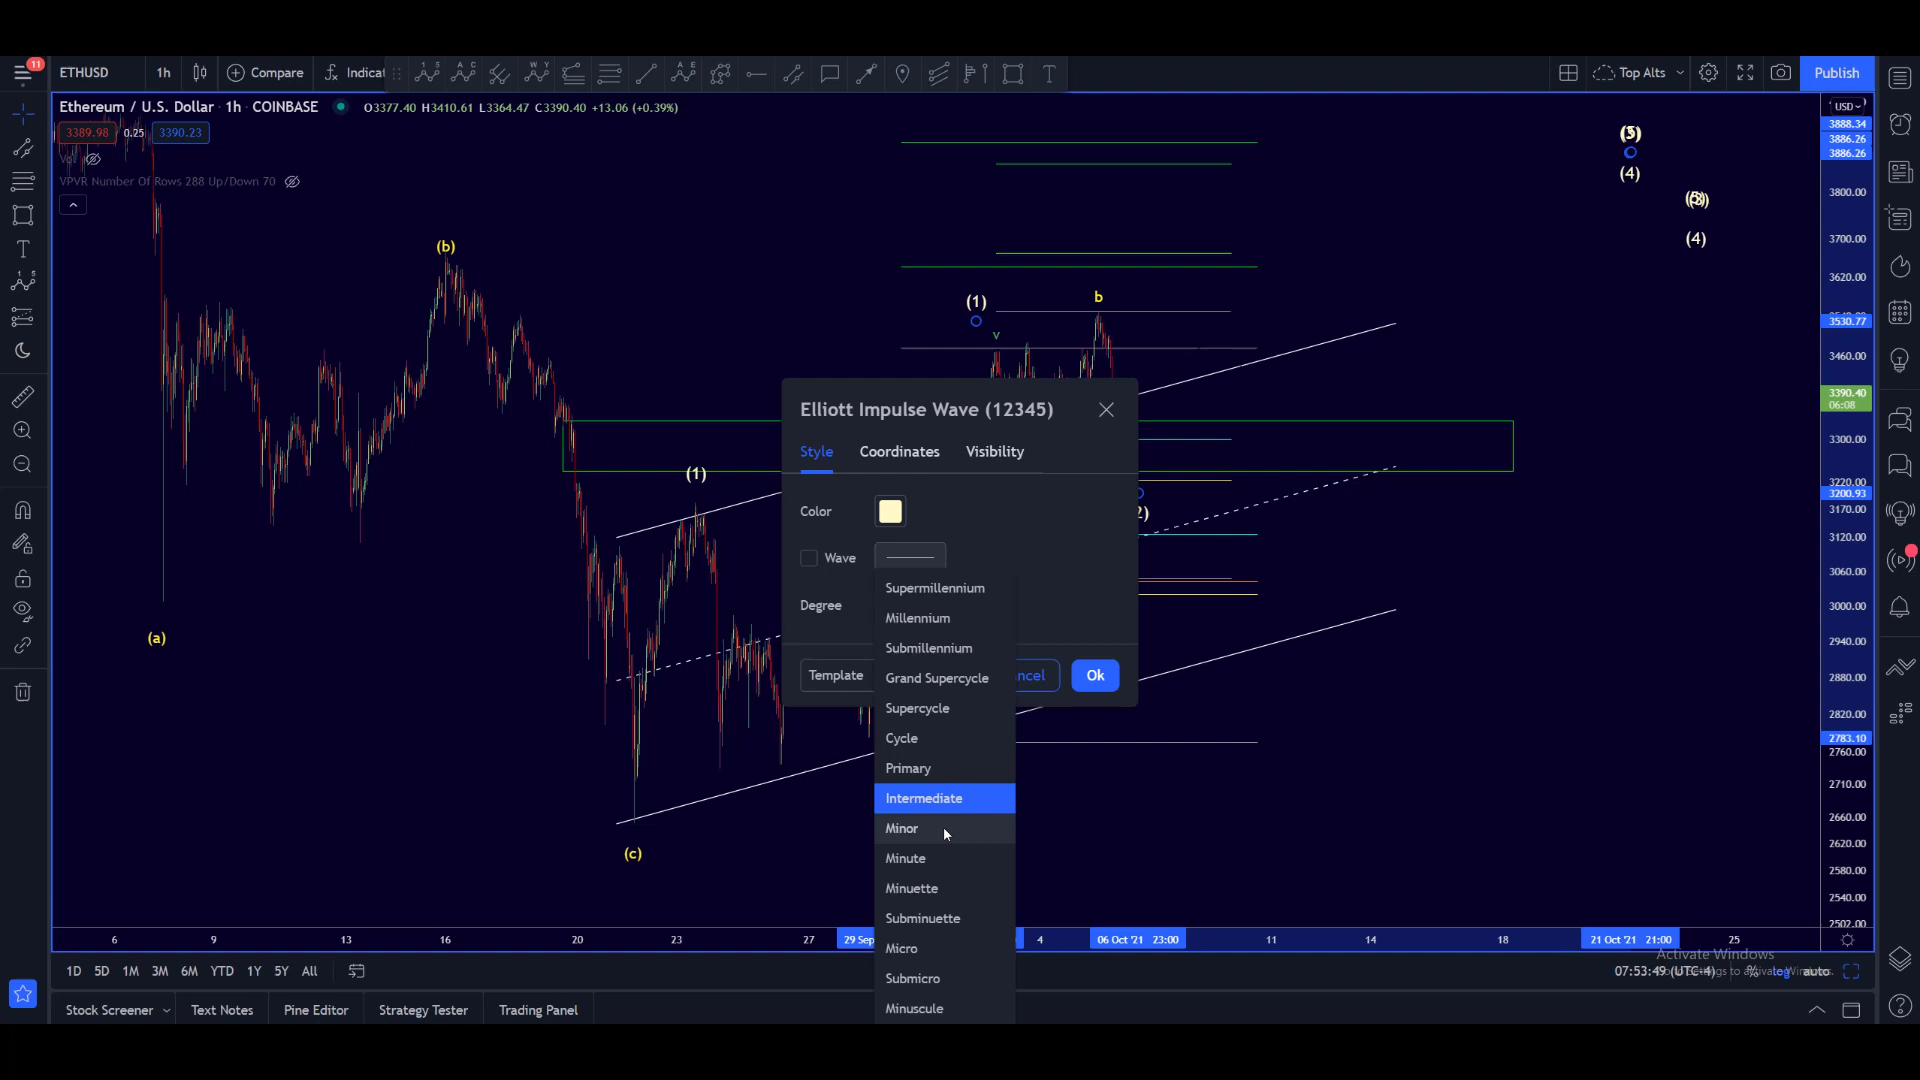 11
ETHUSD
1h
Compare
Indicat
Top Alts
Publish
Ethereum / U.S. Dollar 1h COINBASE
O3377.40 H3410.61 L3364.47 C3390.40 +13.06 (+0.39%)
3389.98 0.25 3390.23
VPVR Number Of Rows 288 Up/Down 70
USD
3888.34
3886.26
3886.26
3800.00
3700.00
3620.00
3530.77
3460.00
3390.40
06:08
3300.00
3220.00
3200.93
3170.00
3120.00
3060.00
3000.00
2940.00
2880.00
2820.00
2783.10
2760.00
2710.00
2660.00
2620.00
2580.00
2540.00
2502.00
(4)
(4)
(b)
(1)
b
v
(1)
(a)
(c)
2)
Elliott Impulse Wave (12345)
Style
Coordinates
Visibility
Color
Wave
Degree
Template
ncel
Ok
Supermillennium
Millennium
Submillennium
Grand Supercycle
Supercycle
Cycle
Primary
Intermediate
Minor
Minute
Minuette
Subminuette
Micro
Submicro
Minuscule
6
9
13
16
20
23
27
29 Sep
4
06 Oct '21 23:00
11
14
18
21 Oct '21 21:00
25
Activate Windows
1D 5D 1M 3M 6M YTD 1Y 5Y All
07:53:49 (UTC-4)
%
log
auto
Stock Screener
Text Notes
Pine Editor
Strategy Tester
Trading Panel